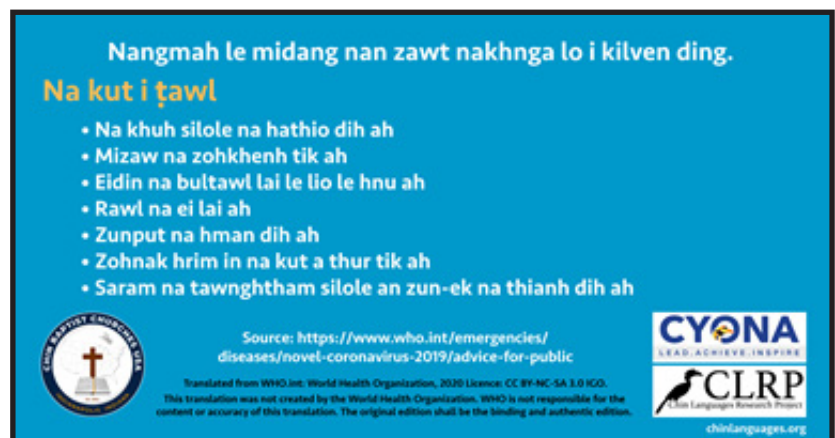 Nangmah le midang nan zawt nakhnga lo i kilven ding.
Na kut i ṭawl
• Na khuh silole na hathio dih ah
• Mizaw na zohkhenh tik ah
• Eidin na bultawl lai le lio le hnu ah
• Rawl na ei lai ah
• Zunput na hman dih ah
• Zohnak hrim in na kut a thur tik ah
• Saram na tawnghtham silole an zun-ek na thianh dih ah
CHIN BAPTIST CHURCHES USA
INDIANAPOLIS, INDIANA
Source: https://www.who.int/emergencies/
diseases/novel-coronavirus-2019/advice-for-public
Translated from WHO.int: World Health Organization, 2020 Licence: CC BY-NC-SA 3.0 IGO.
This translation was not created by the World Health Organization. WHO is not responsible for the
content or accuracy of this translation. The original edition shall be the binding and authentic edition.
CYONA
LEAD.ACHIEVE.INSPIRE
CLRP
Chin Languages Research Project
chinlanguages.org